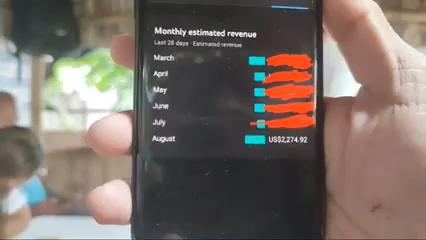 Monthly estimated revenue
Last 28 days · Estimated revenue
March
April
May
June
July
August US$2,274.92